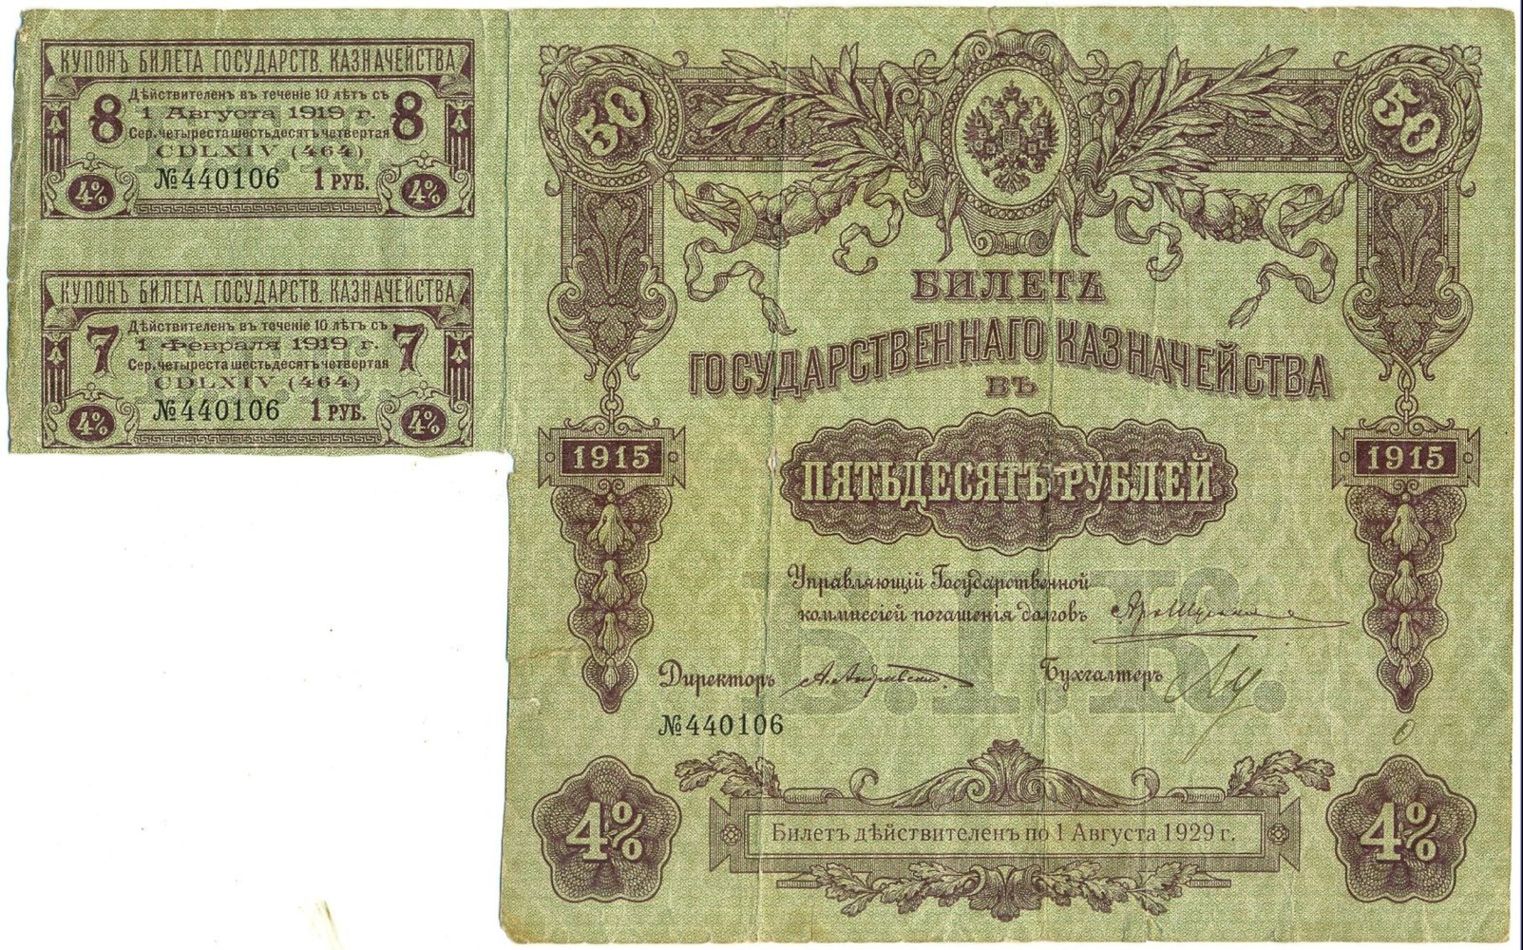 КУПОНЪ БИЛЕТА ГОСУДАРСТВ. КАЗНАЧЕЙСТВА
Дѣйствителенъ въ теченіе 10 лѣтъ съ
8 1 Августа 1919 г. 8
Сер. четыреста шестьдесятъ четвертая
CDLXIV (464)
№440106 1 РУБ.
4% 4%
КУПОНЪ БИЛЕТА ГОСУДАРСТВ. КАЗНАЧЕЙСТВА
Дѣйствителенъ въ теченіе 10 лѣтъ съ
7 1 Февраля 1919 г. 7
Сер. четыреста шестьдесятъ четвертая
CDLXIV (464)
№440106 1 РУБ.
4% 4%
50 50
БИЛЕТЪ
ГОСУДАРСТВЕННАГО КАЗНАЧЕЙСТВА
ВЪ
1915 1915
ПЯТЬДЕСЯТЪ РУБЛЕЙ
Управляющій Государственной
коммиссіей погашенія долговъ
Директоръ Бухгалтеръ
Б.Г.К.
№440106
4% 4%
Билетъ дѣйствителенъ по 1 Августа 1929 г.